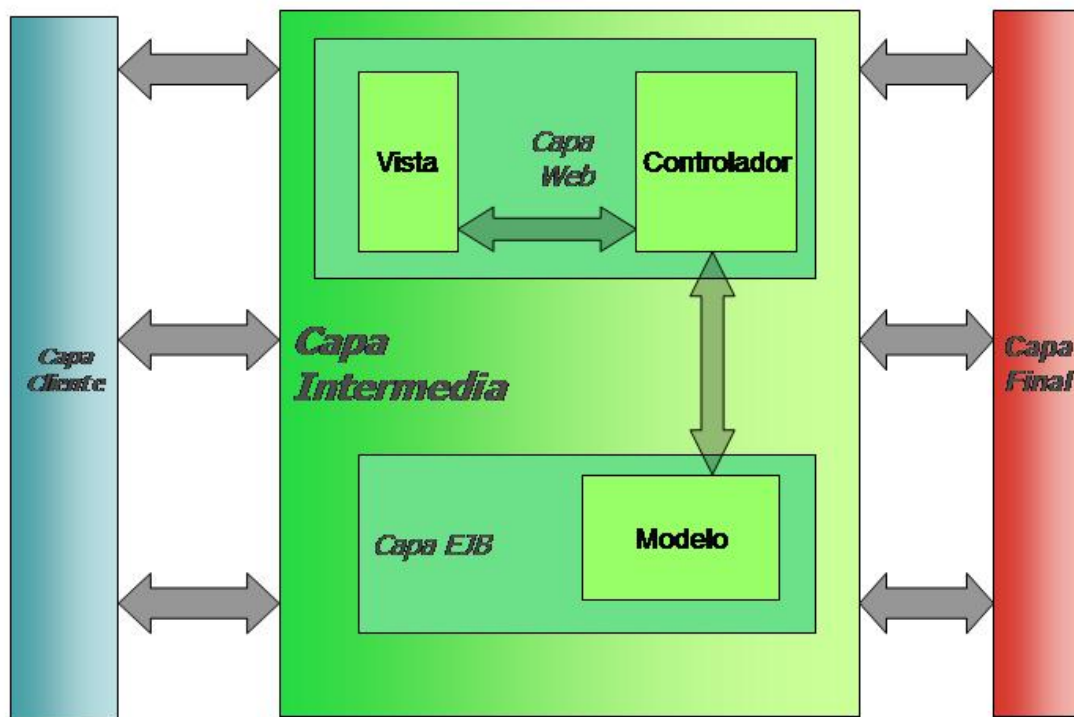 Vista
Capa
Web
Controlador
Capa
Cliente
Capa
Intermedia
Capa
Final
Capa EJB
Modelo